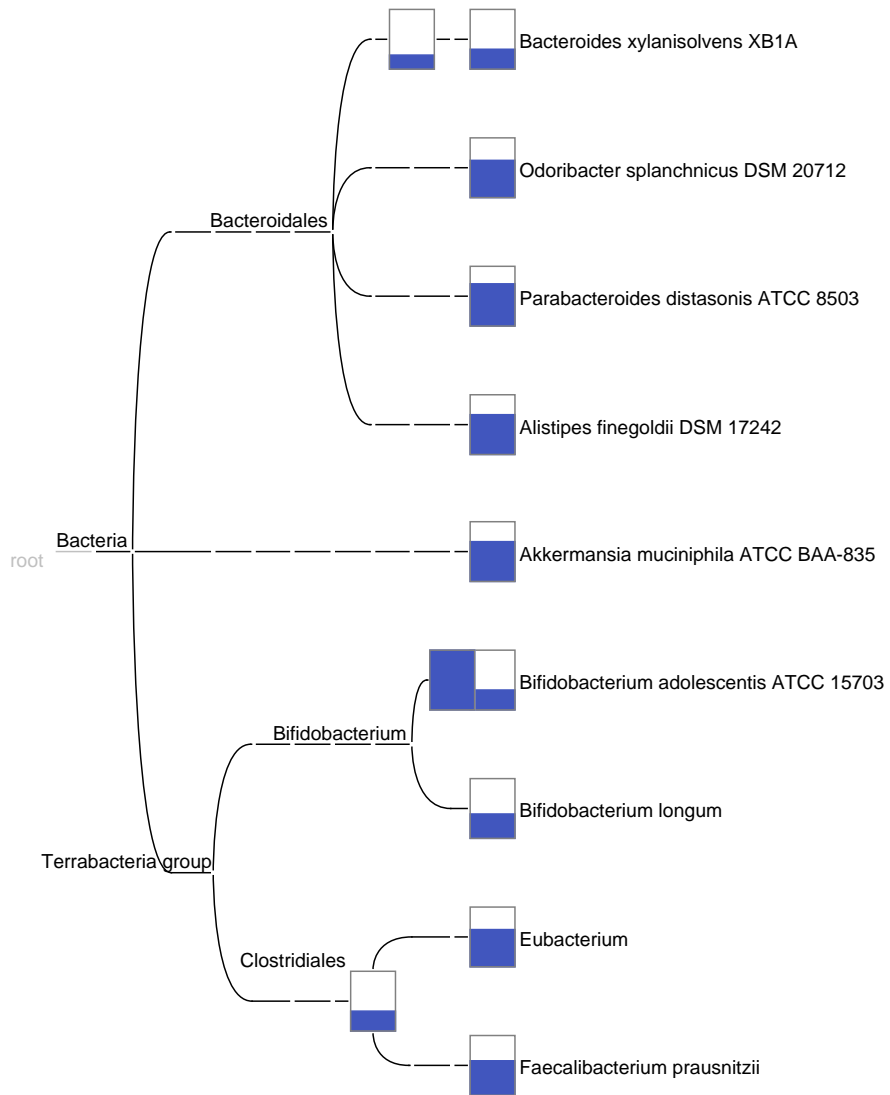 Bacteroides xylanisolvens XB1A
Odoribacter splanchnicus DSM 20712
Bacteroidales
Parabacteroides distasonis ATCC 8503
Alistipes finegoldii DSM 17242
Bacteria
root
Akkermansia muciniphila ATCC BAA-835
Bifidobacterium adolescentis ATCC 15703
Bifidobacterium
Bifidobacterium longum
Terrabacteria group
Eubacterium
Clostridiales
Faecalibacterium prausnitzii